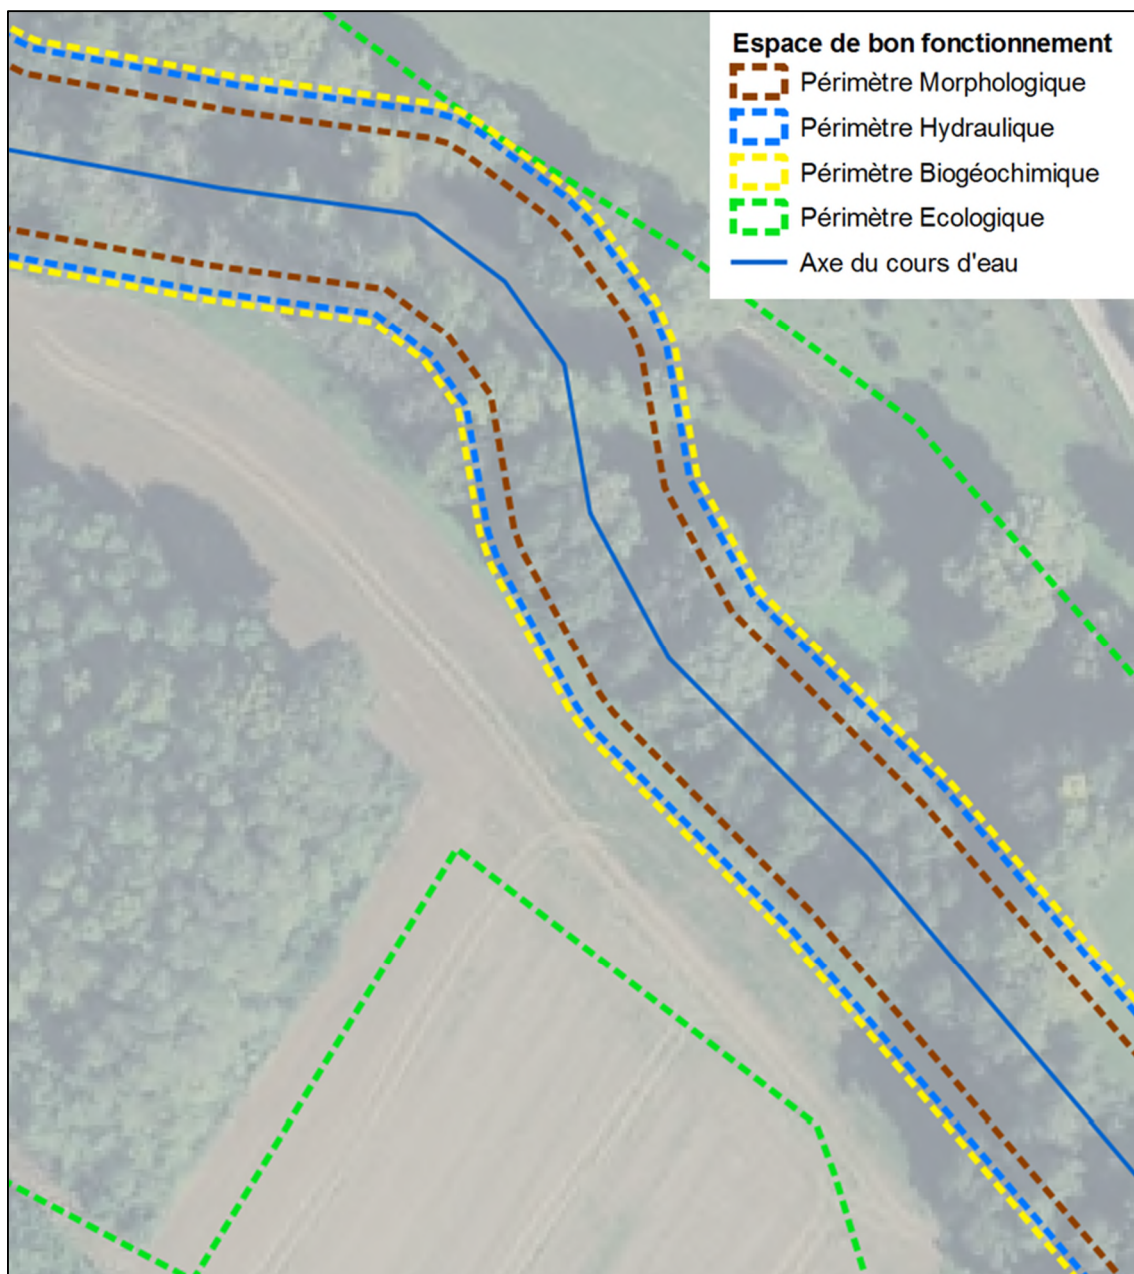 Espace de bon fonctionnement
Périmètre Morphologique
Périmètre Hydraulique
Périmètre Biogéochimique
Périmètre Ecologique
Axe du cours d'eau